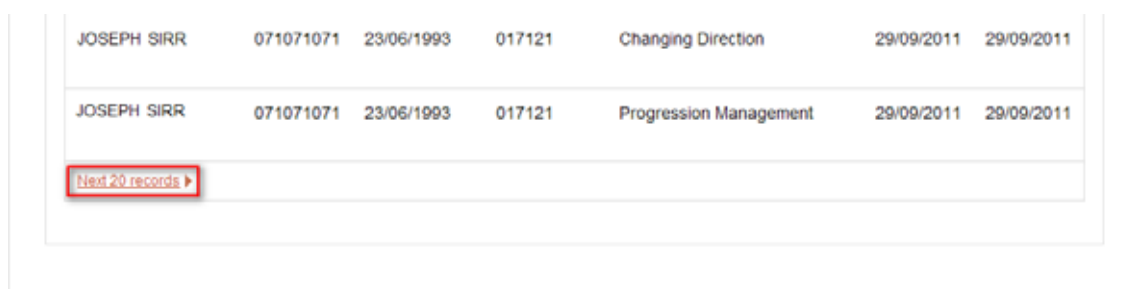 JOSEPH SIRR 071071071 23/06/1993 017121 Changing Direction 29/09/2011 29/09/2011
JOSEPH SIRR 071071071 23/06/1993 017121 Progression Management 29/09/2011 29/09/2011
Next 20 records